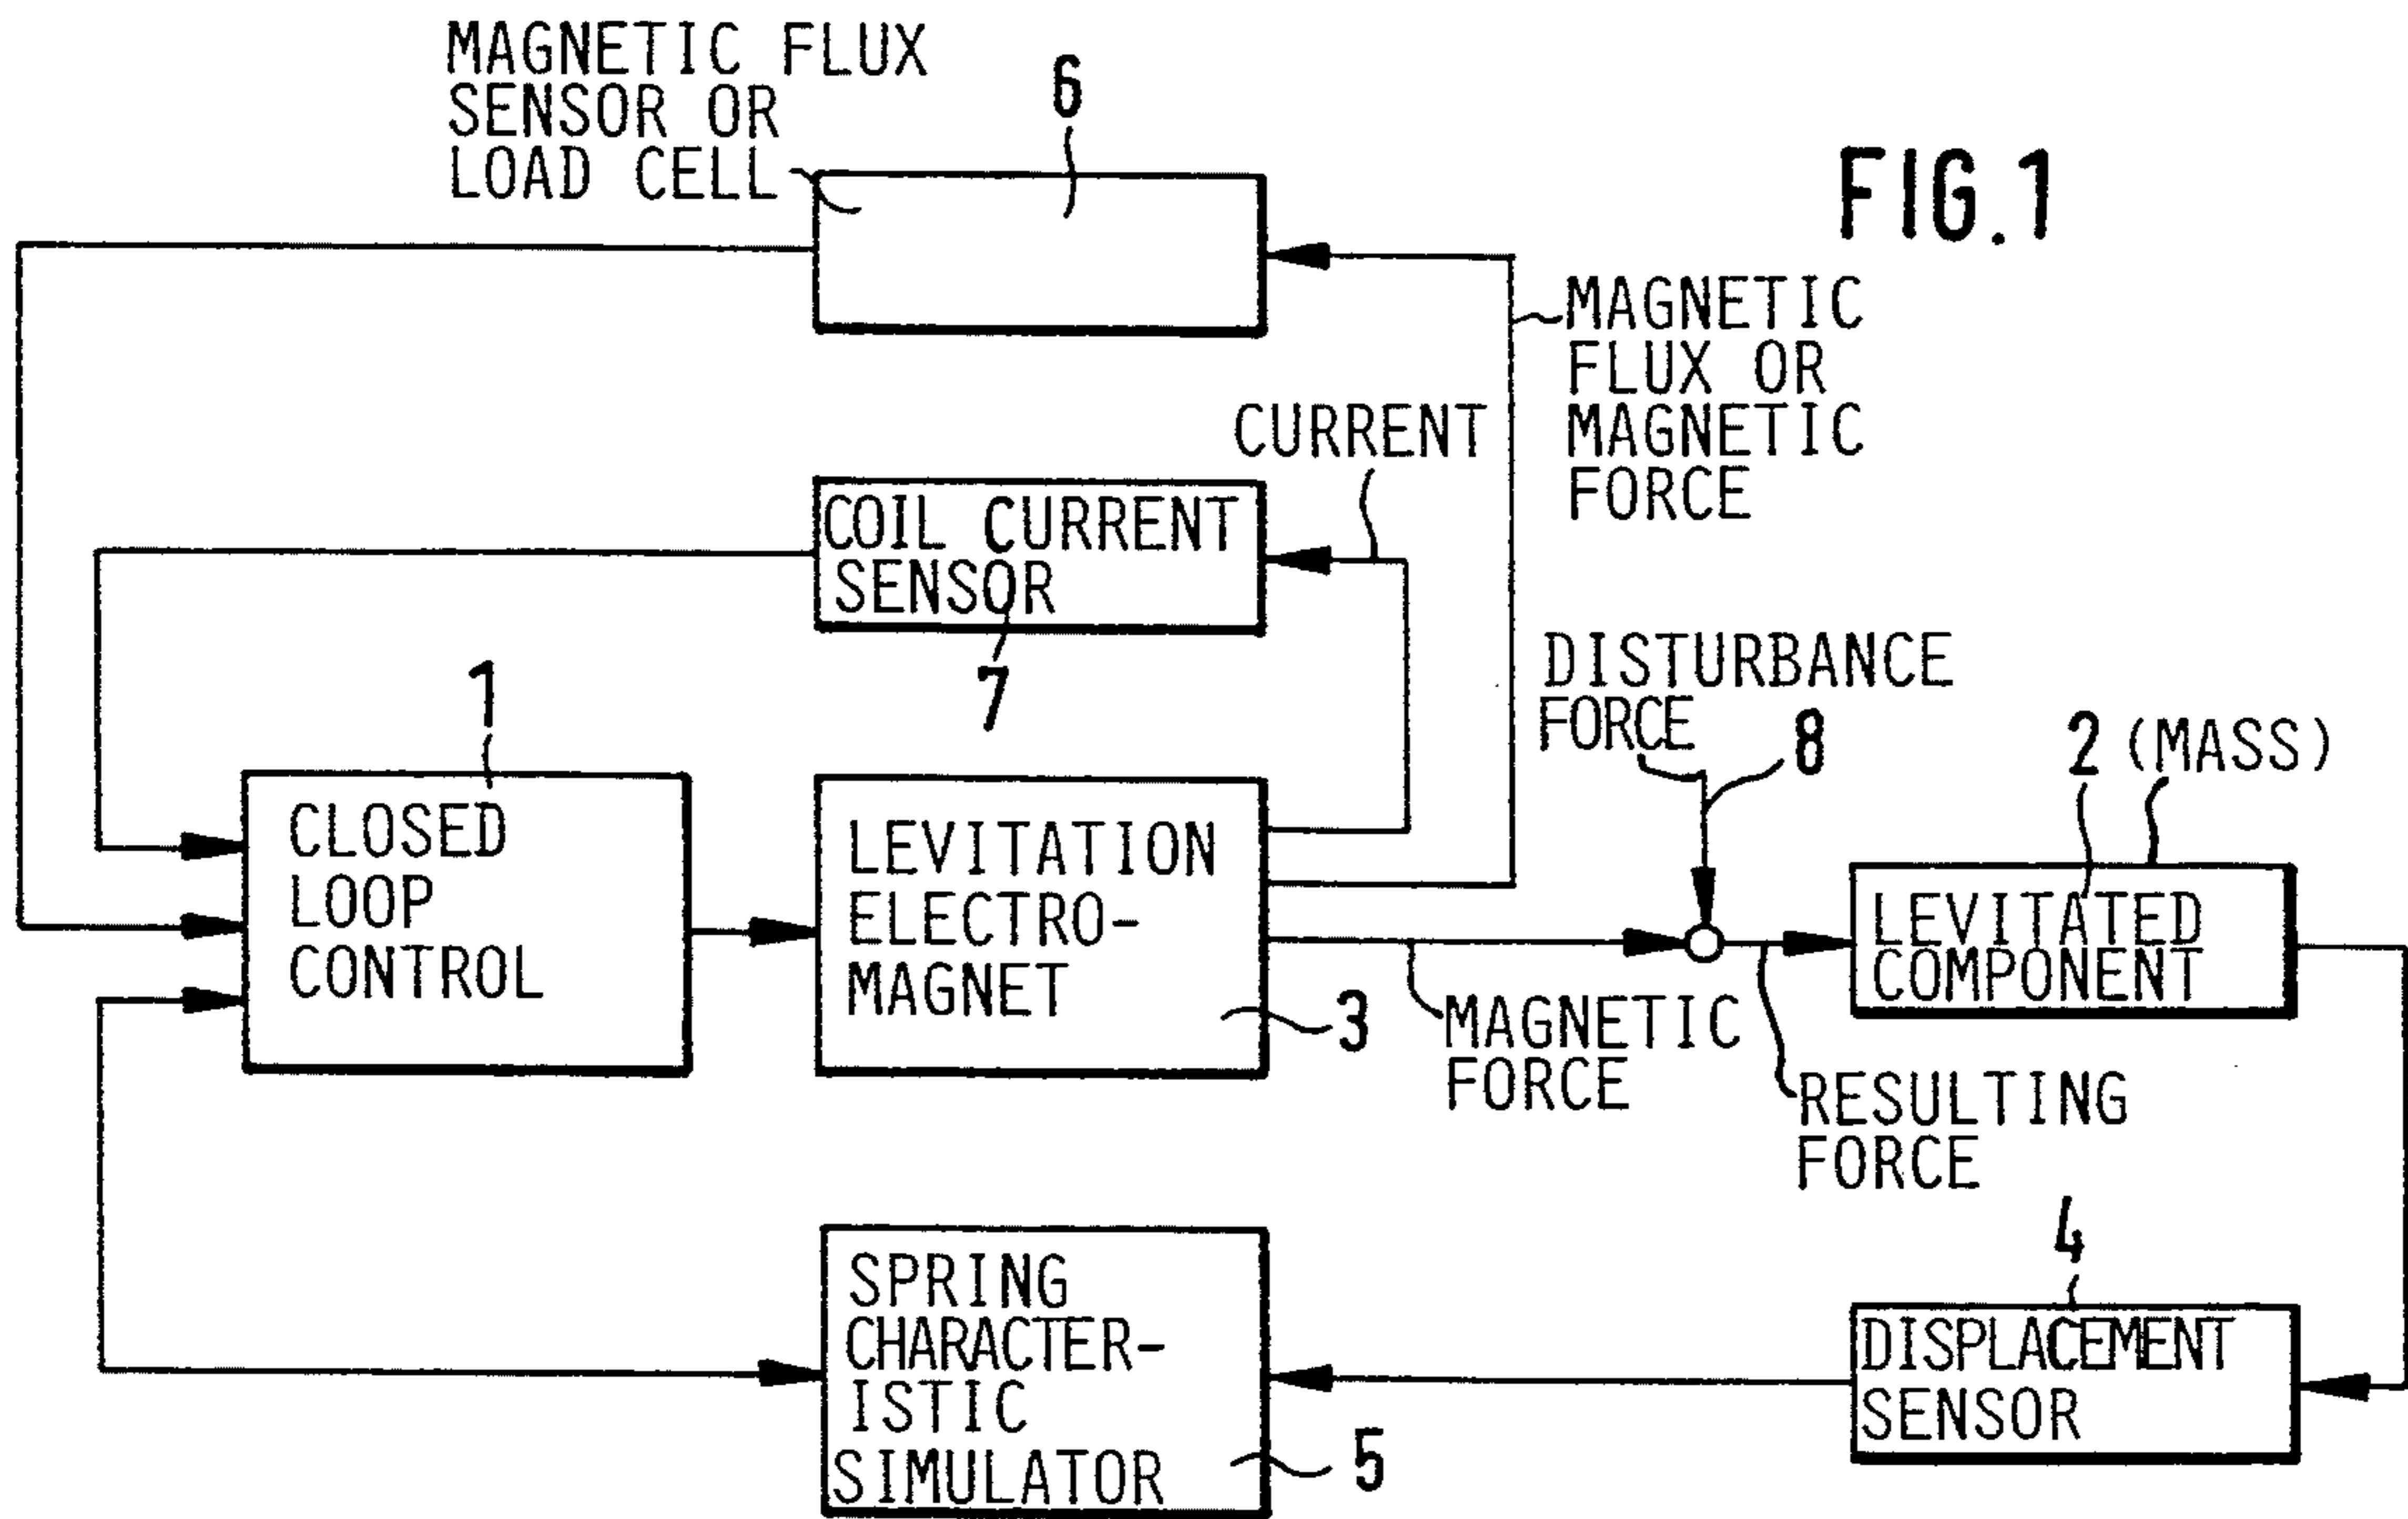 MAGNETIC FLUX
SENSOR OR
LOAD CELL
6
FIG.1
MAGNETIC
FLUX OR
MAGNETIC
FORCE
CURRENT
COIL CURRENT
SENSOR
7
DISTURBANCE
FORCE
8
2 (MASS)
1
CLOSED
LOOP
CONTROL
LEVITATION
ELECTRO-
MAGNET
3
LEVITATED
COMPONENT
MAGNETIC
FORCE
RESULTING
FORCE
SPRING
CHARACTER-
ISTIC
SIMULATOR
5
4
DISPLACEMENT
SENSOR